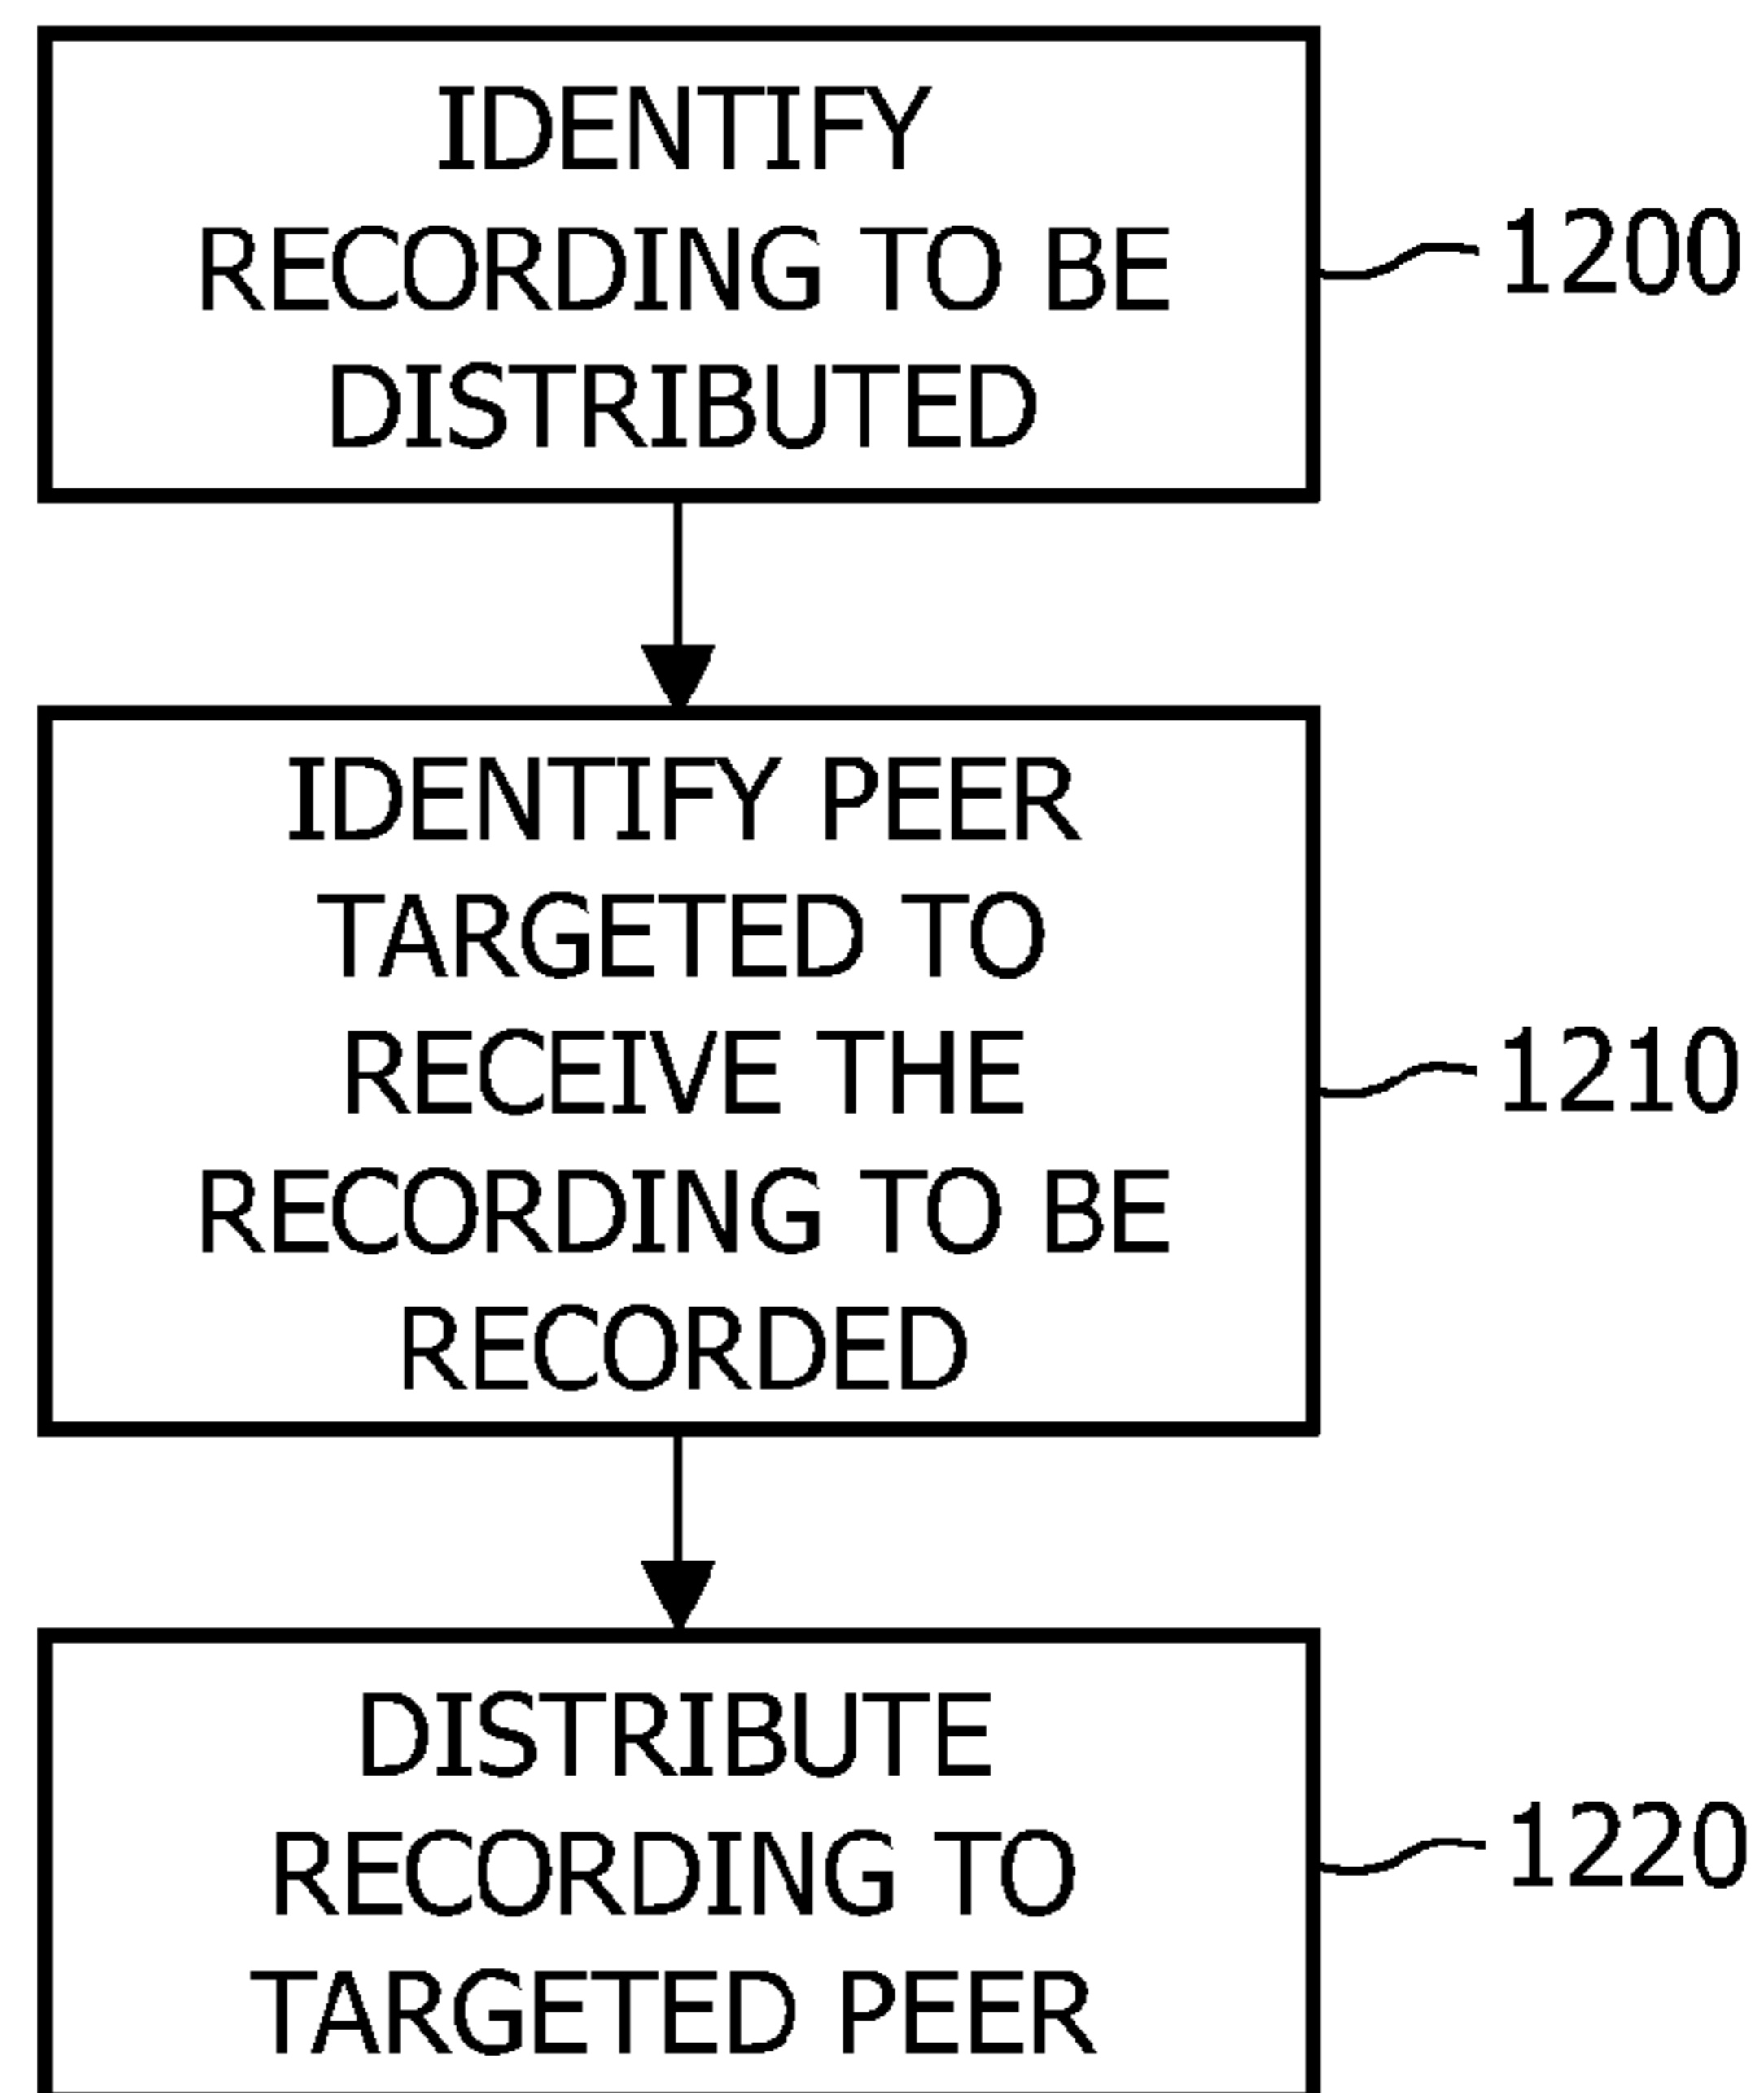 IDENTIFY
RECORDING TO BE
DISTRIBUTED
1200
IDENTIFY PEER
TARGETED TO
RECEIVE THE
RECORDING TO BE
RECORDED
1210
DISTRIBUTE
RECORDING TO
TARGETED PEER
1220